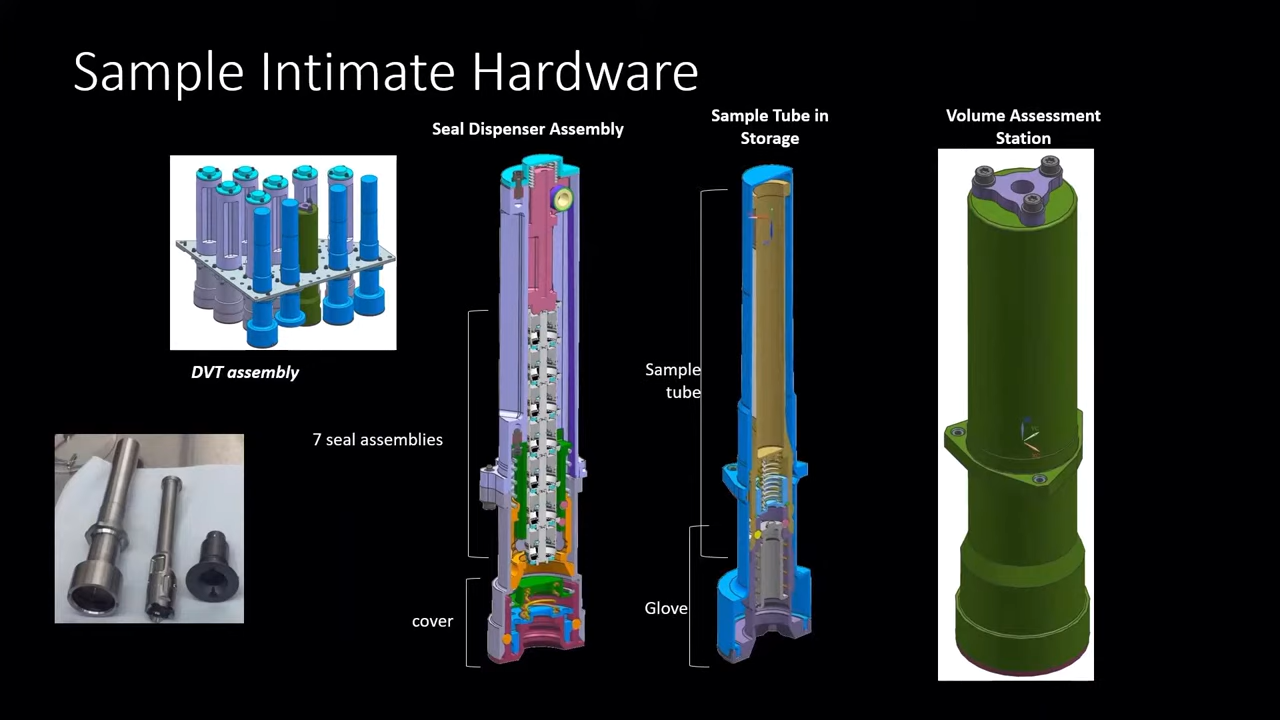 Sample Intimate Hardware
Seal Dispenser Assembly
Sample Tube in
Storage
Volume Assessment
Station
DVT assembly
7 seal assemblies
cover
Sample
tube
Glove